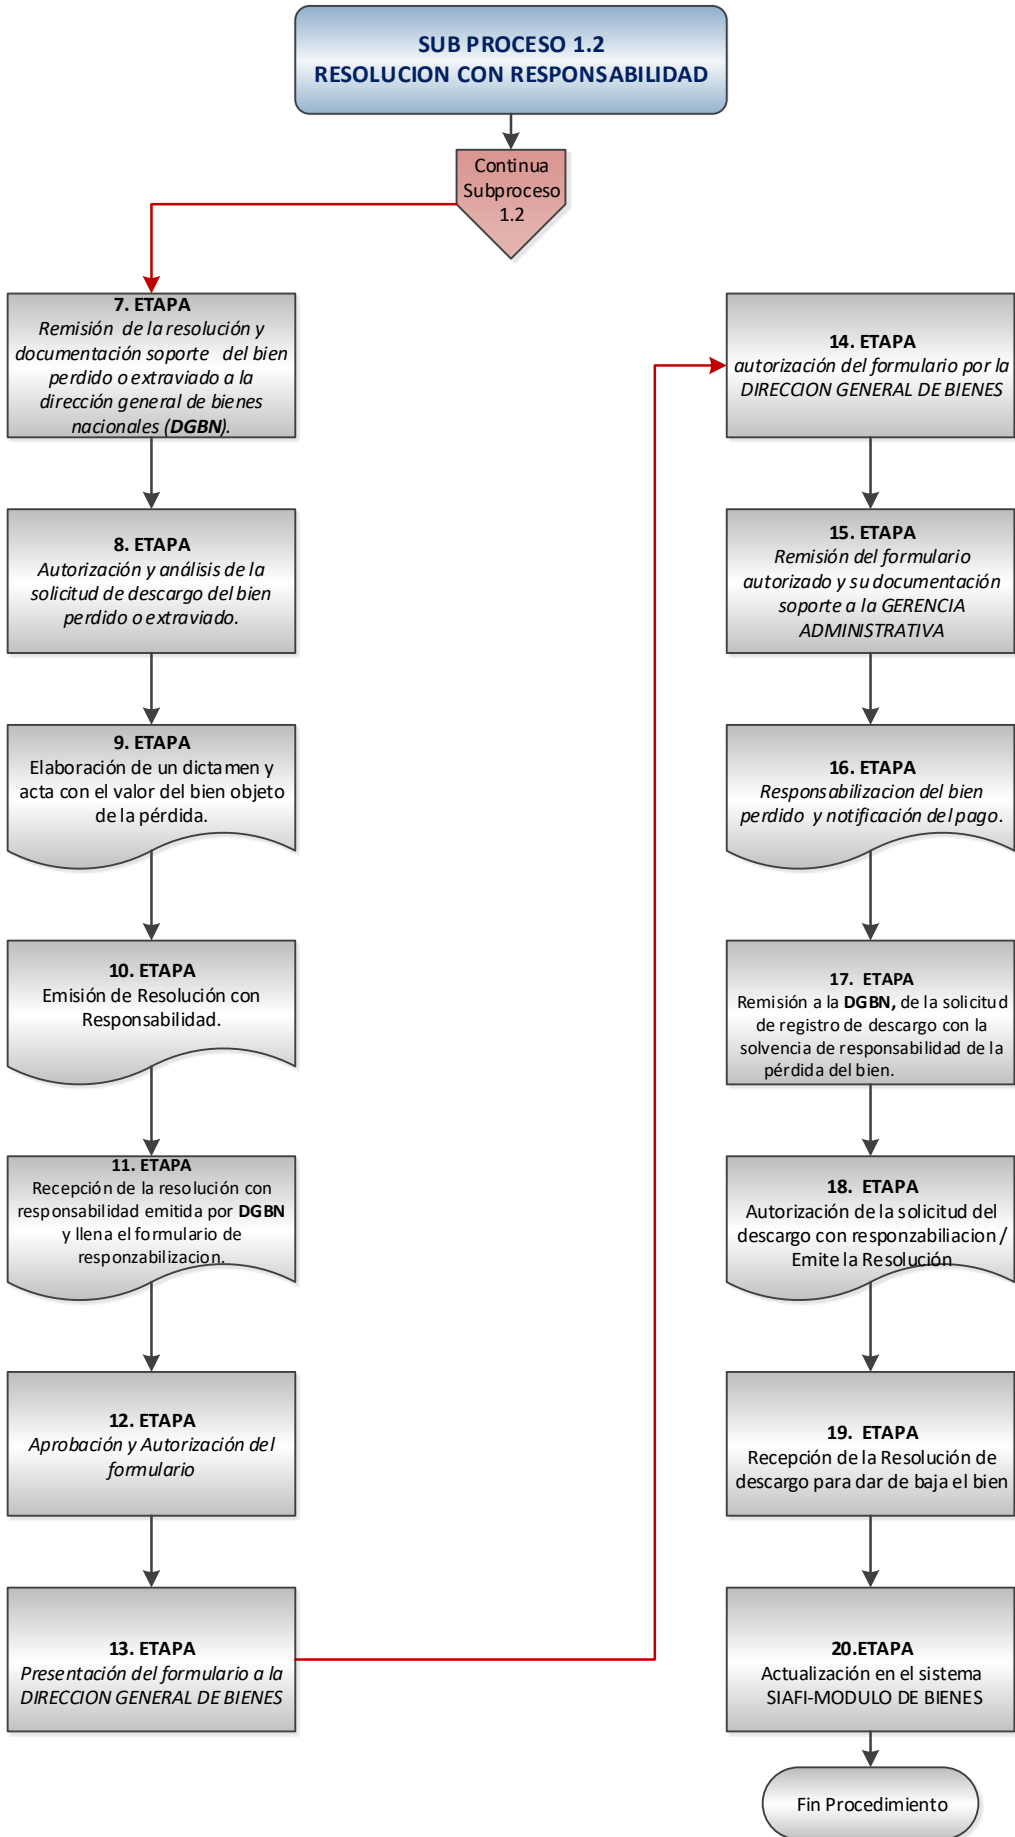 SUB PROCESO 1.2
RESOLUCION CON RESPONSABILIDAD
Continua
Subproceso
1.2
7. ETAPA
Remisión de la resolución y
documentación soporte del bien
perdido o extraviado a la
dirección general de bienes
nacionales (DGBN).
8. ETAPA
Autorización y análisis de la
solicitud de descargo del bien
perdido o extraviado.
9. ETAPA
Elaboración de un dictamen y
acta con el valor del bien objeto
de la pérdida.
10. ETAPA
Emisión de Resolución con
Responsabilidad.
11. ETAPA
Recepción de la resolución con
responsabilidad emitida por DGBN
y llena el formulario de
responzabilizacion.
12. ETAPA
Aprobación y Autorización del
formulario
13. ETAPA
Presentación del formulario a la
DIRECCION GENERAL DE BIENES
14. ETAPA
autorización del formulario por la
DIRECCION GENERAL DE BIENES
15. ETAPA
Remisión del formulario
autorizado y su documentación
soporte a la GERENCIA
ADMINISTRATIVA
16. ETAPA
Responsabilizacion del bien
perdido y notificación del pago.
17. ETAPA
Remisión a la DGBN, de la solicitud
de registro de descargo con la
solvencia de responsabilidad de la
pérdida del bien.
18. ETAPA
Autorización de la solicitud del
descargo con responzabiliacion /
Emite la Resolución
19. ETAPA
Recepción de la Resolución de
descargo para dar de baja el bien
20.ETAPA
Actualización en el sistema
SIAFI-MODULO DE BIENES
Fin Procedimiento